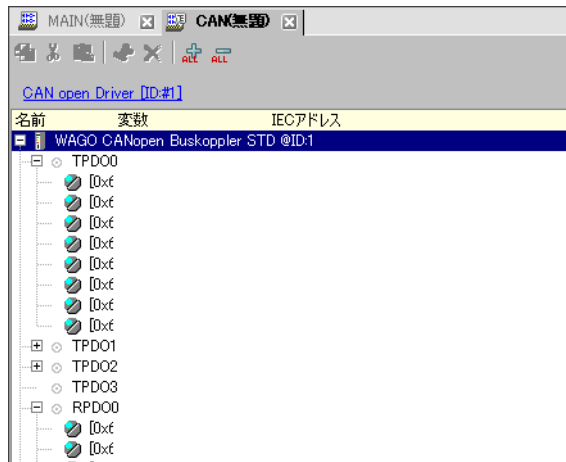 MAIN(無題) CAN(無題)
ALL ALL
CAN open Driver [ID:#1]
名前 変数 IECアドレス
WAGO CANopen Buskoppler STD @ID:1
TPDO0
[0x6
[0x6
[0x6
[0x6
[0x6
[0x6
[0x6
[0x6
TPDO1
TPDO2
TPDO3
RPDO0
[0x6
[0x6